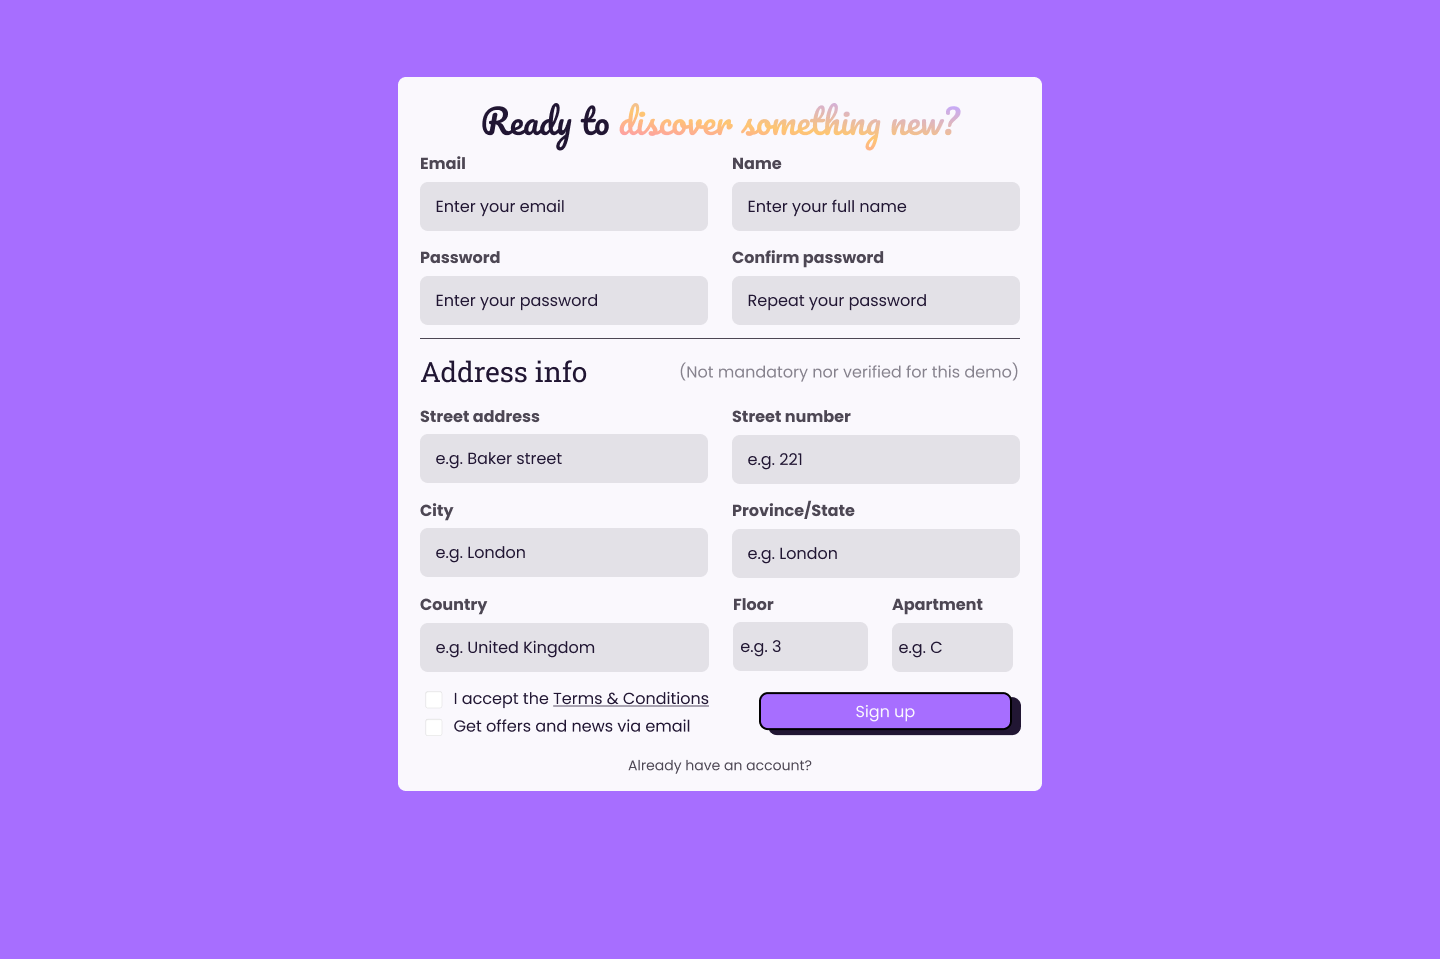 Ready to discover something new?
Email
Name
Enter your email
Enter your full name
Password
Confirm password
Enter your password
Repeat your password
Address info
(Not mandatory nor verified for this demo)
Street address
Street number
e.g. Baker street
e.g. 221
City
Province/State
e.g. London
e.g. London
Country
Floor
Apartment
e.g. United Kingdom
e.g. 3
e.g. C
I accept the Terms & Conditions
Get offers and news via email
Sign up
Already have an account?